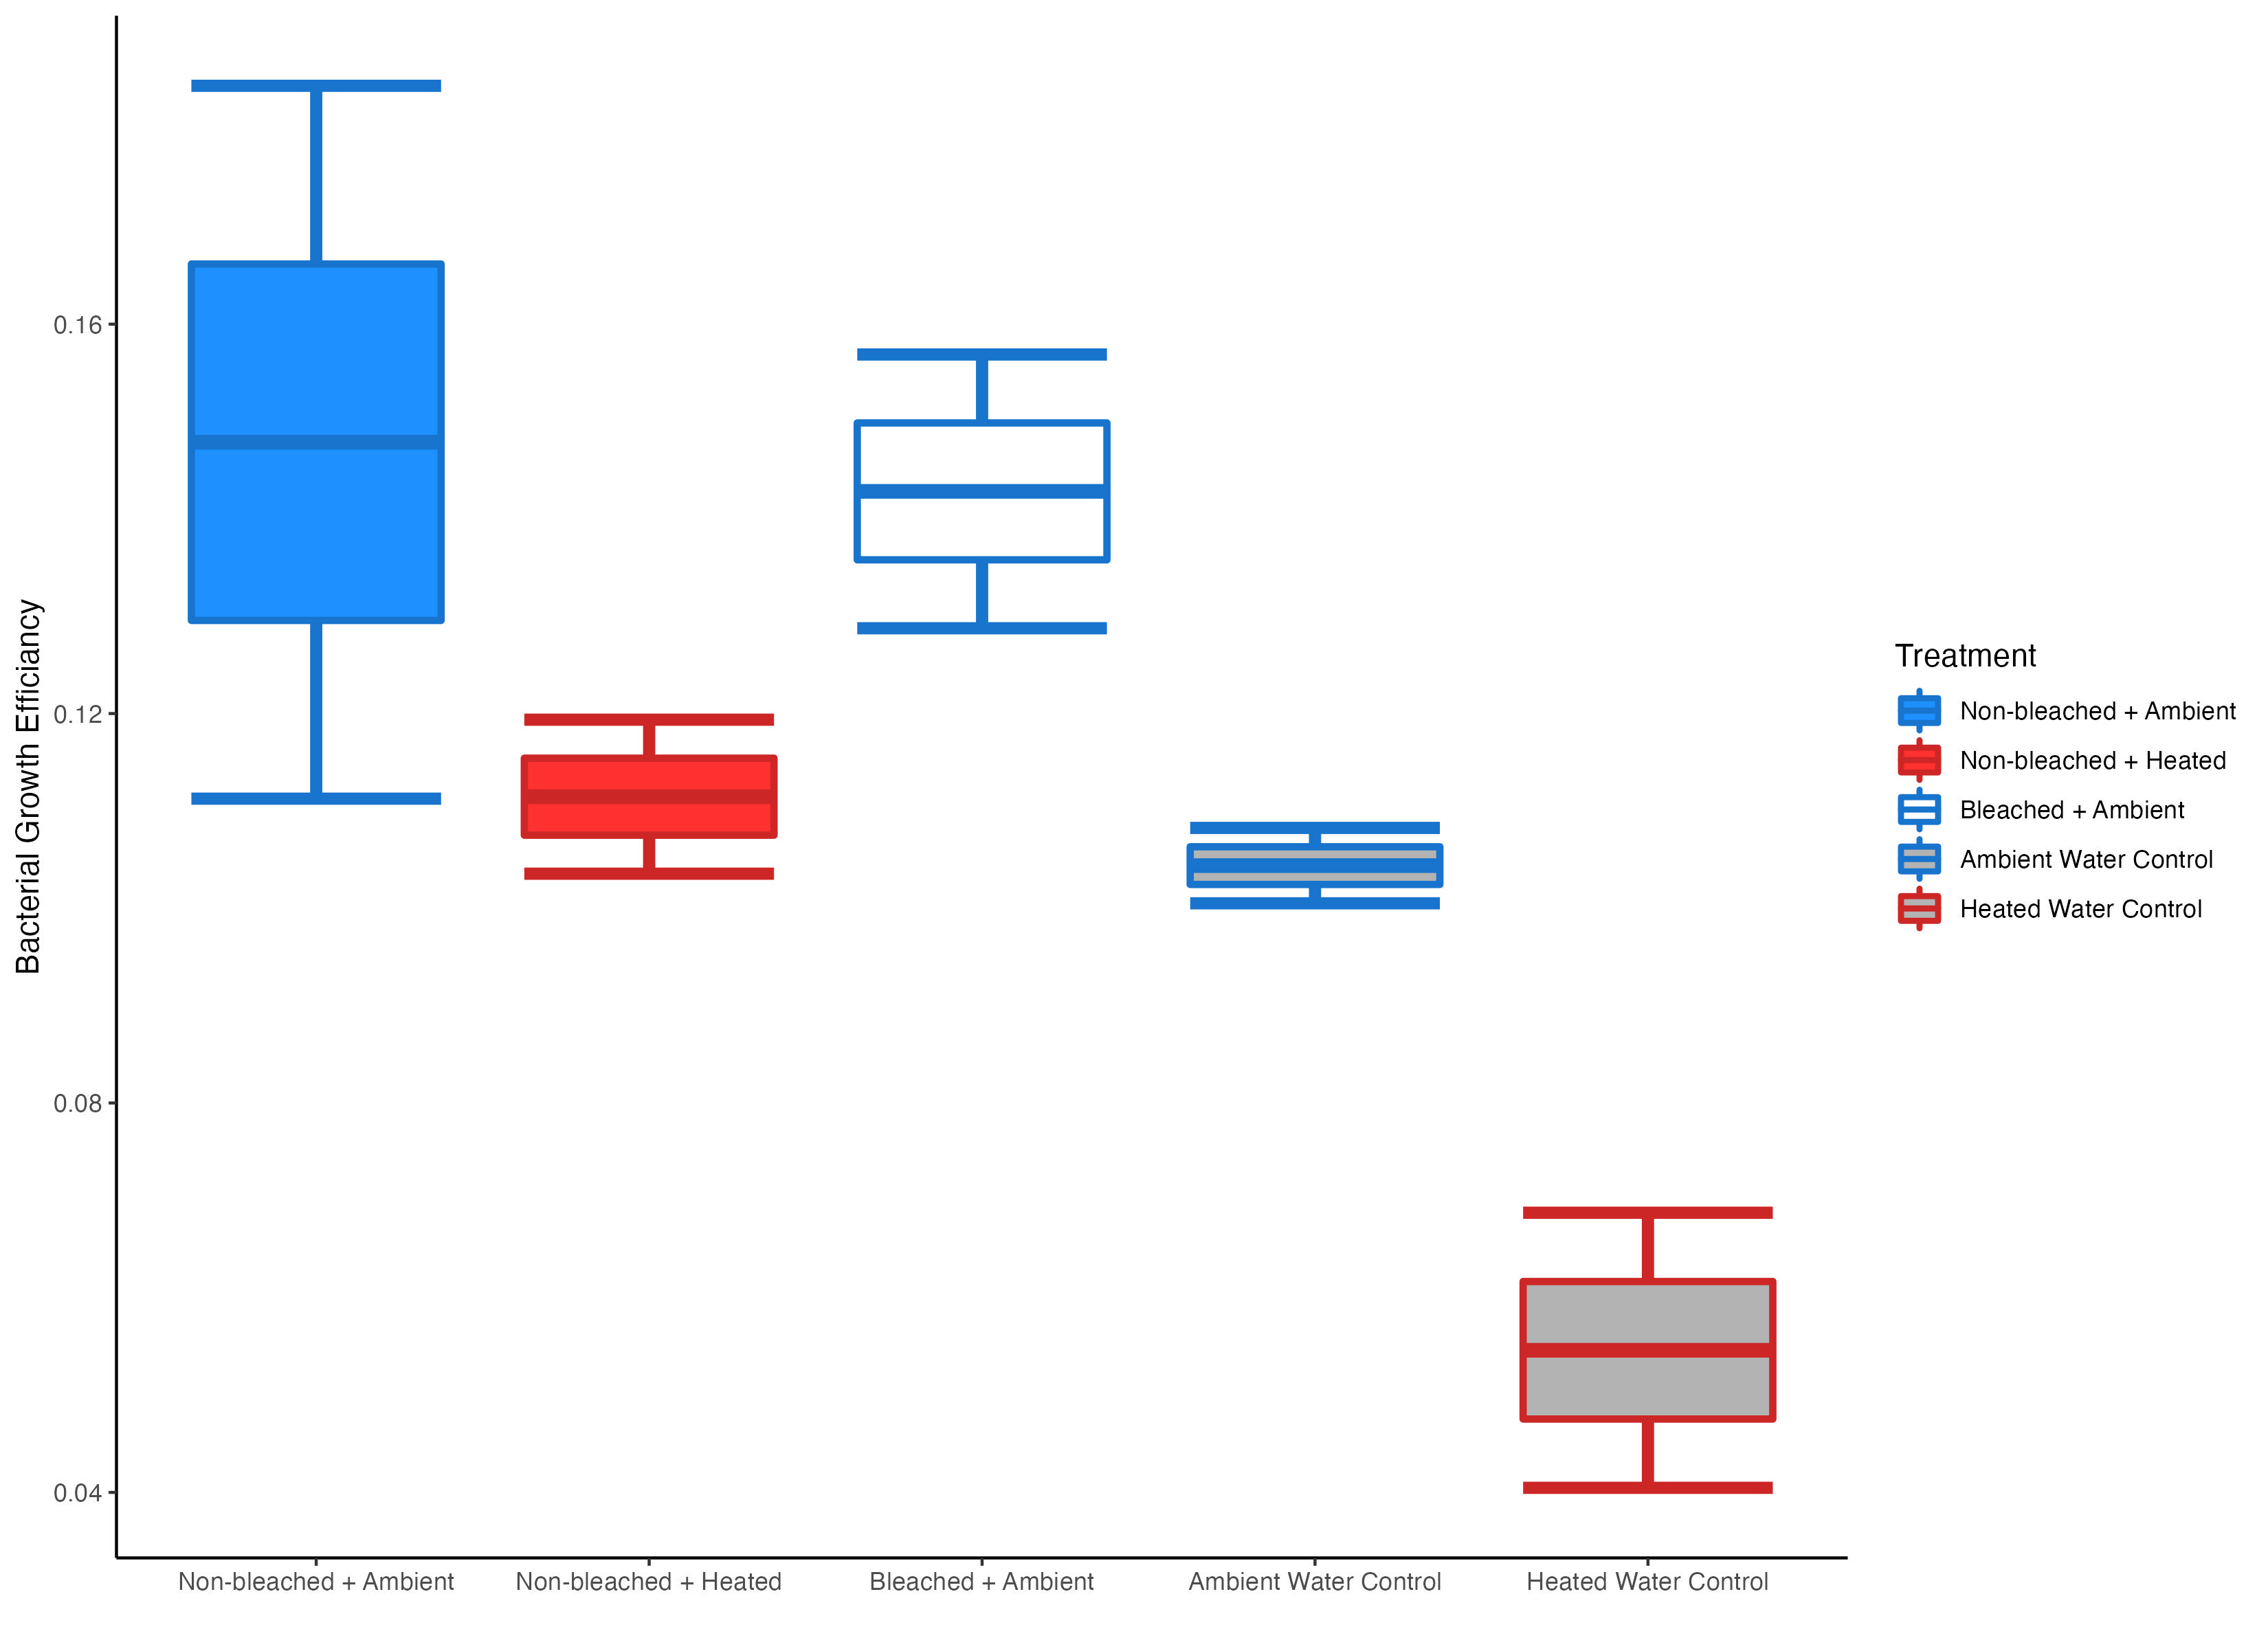 Bacterial Growth Efficiancy
0.16
0.12
0.08
0.04
Non-bleached + Ambient
Non-bleached + Heated
Bleached + Ambient
Ambient Water Control
Heated Water Control
Treatment
Non-bleached + Ambient
Non-bleached + Heated
Bleached + Ambient
Ambient Water Control
Heated Water Control